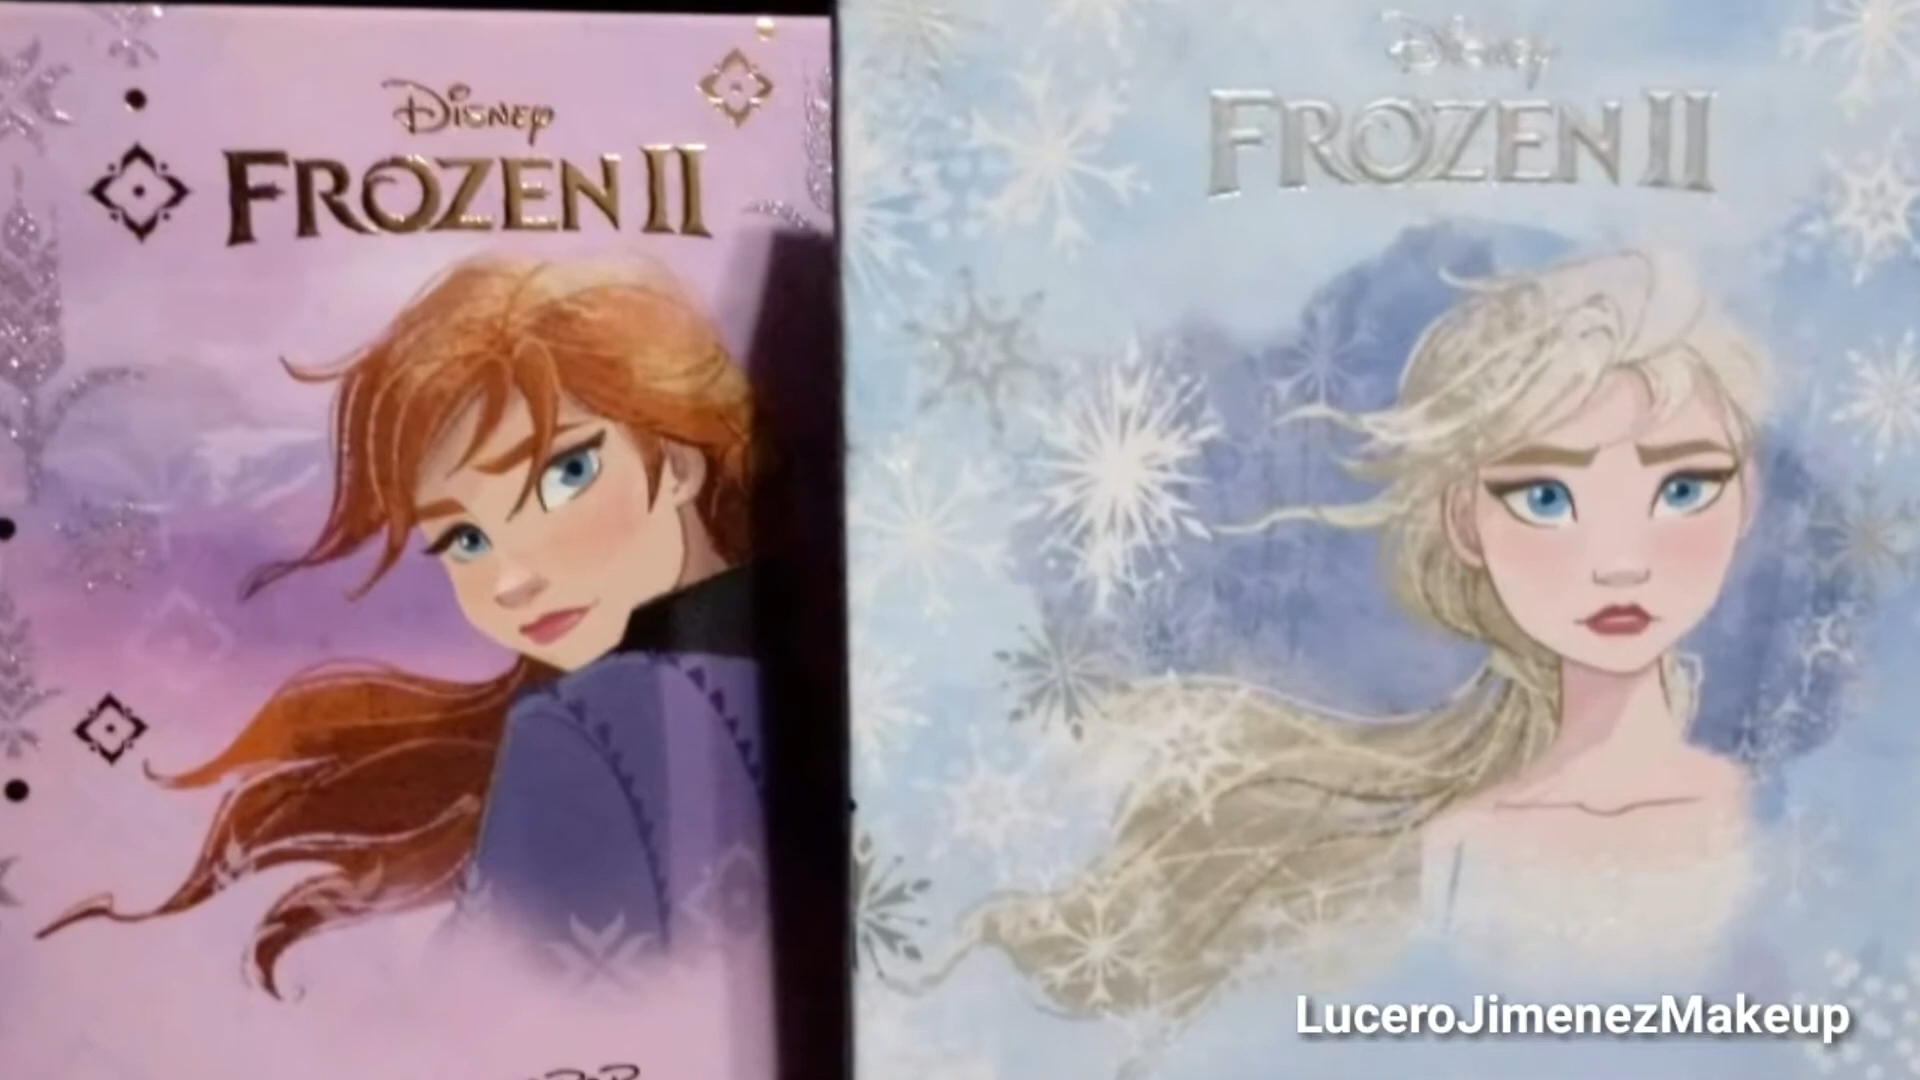 Disney
FROZEN II
Disney
FROZEN II
LuceroJimenezMakeup